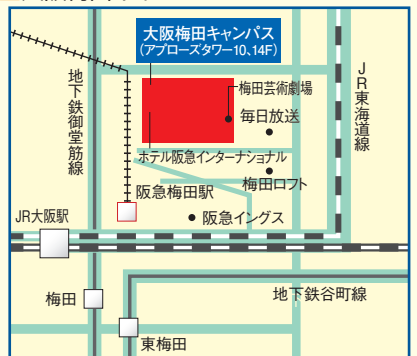 大阪梅田キャンパス
(アプローズタワー10、14F)
地下鉄御堂筋線
梅田芸術劇場
毎日放送
JR東海道線
ホテル阪急インターナショナル
阪急梅田駅
梅田ロフト
JR大阪駅
阪急イングス
梅田
地下鉄谷町線
東梅田